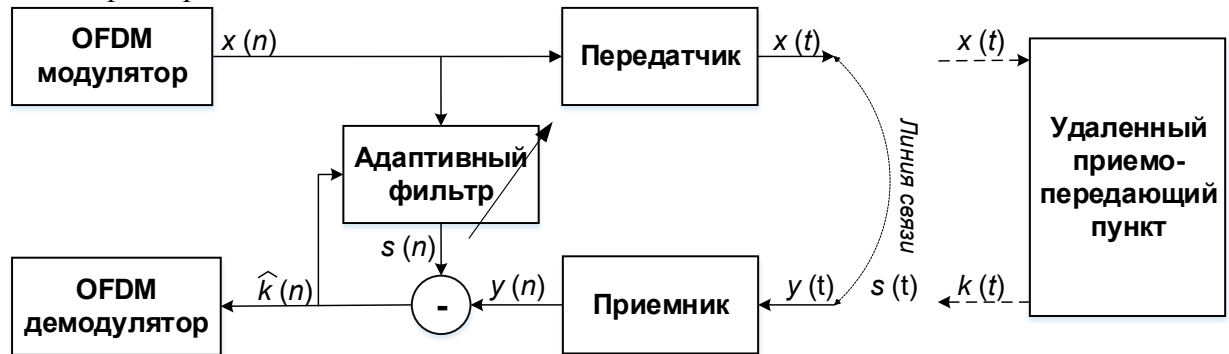 OFDM
модулятор
x (n)
Передатчик
x (t)
x (t)
Адаптивный
фильтр
Линия связи
Удаленный
приемо-
передающий
пункт
s (n)
OFDM
демодулятор
k̂ (n)
-
y (n)
Приемник
y (t)
s (t)
k (t)